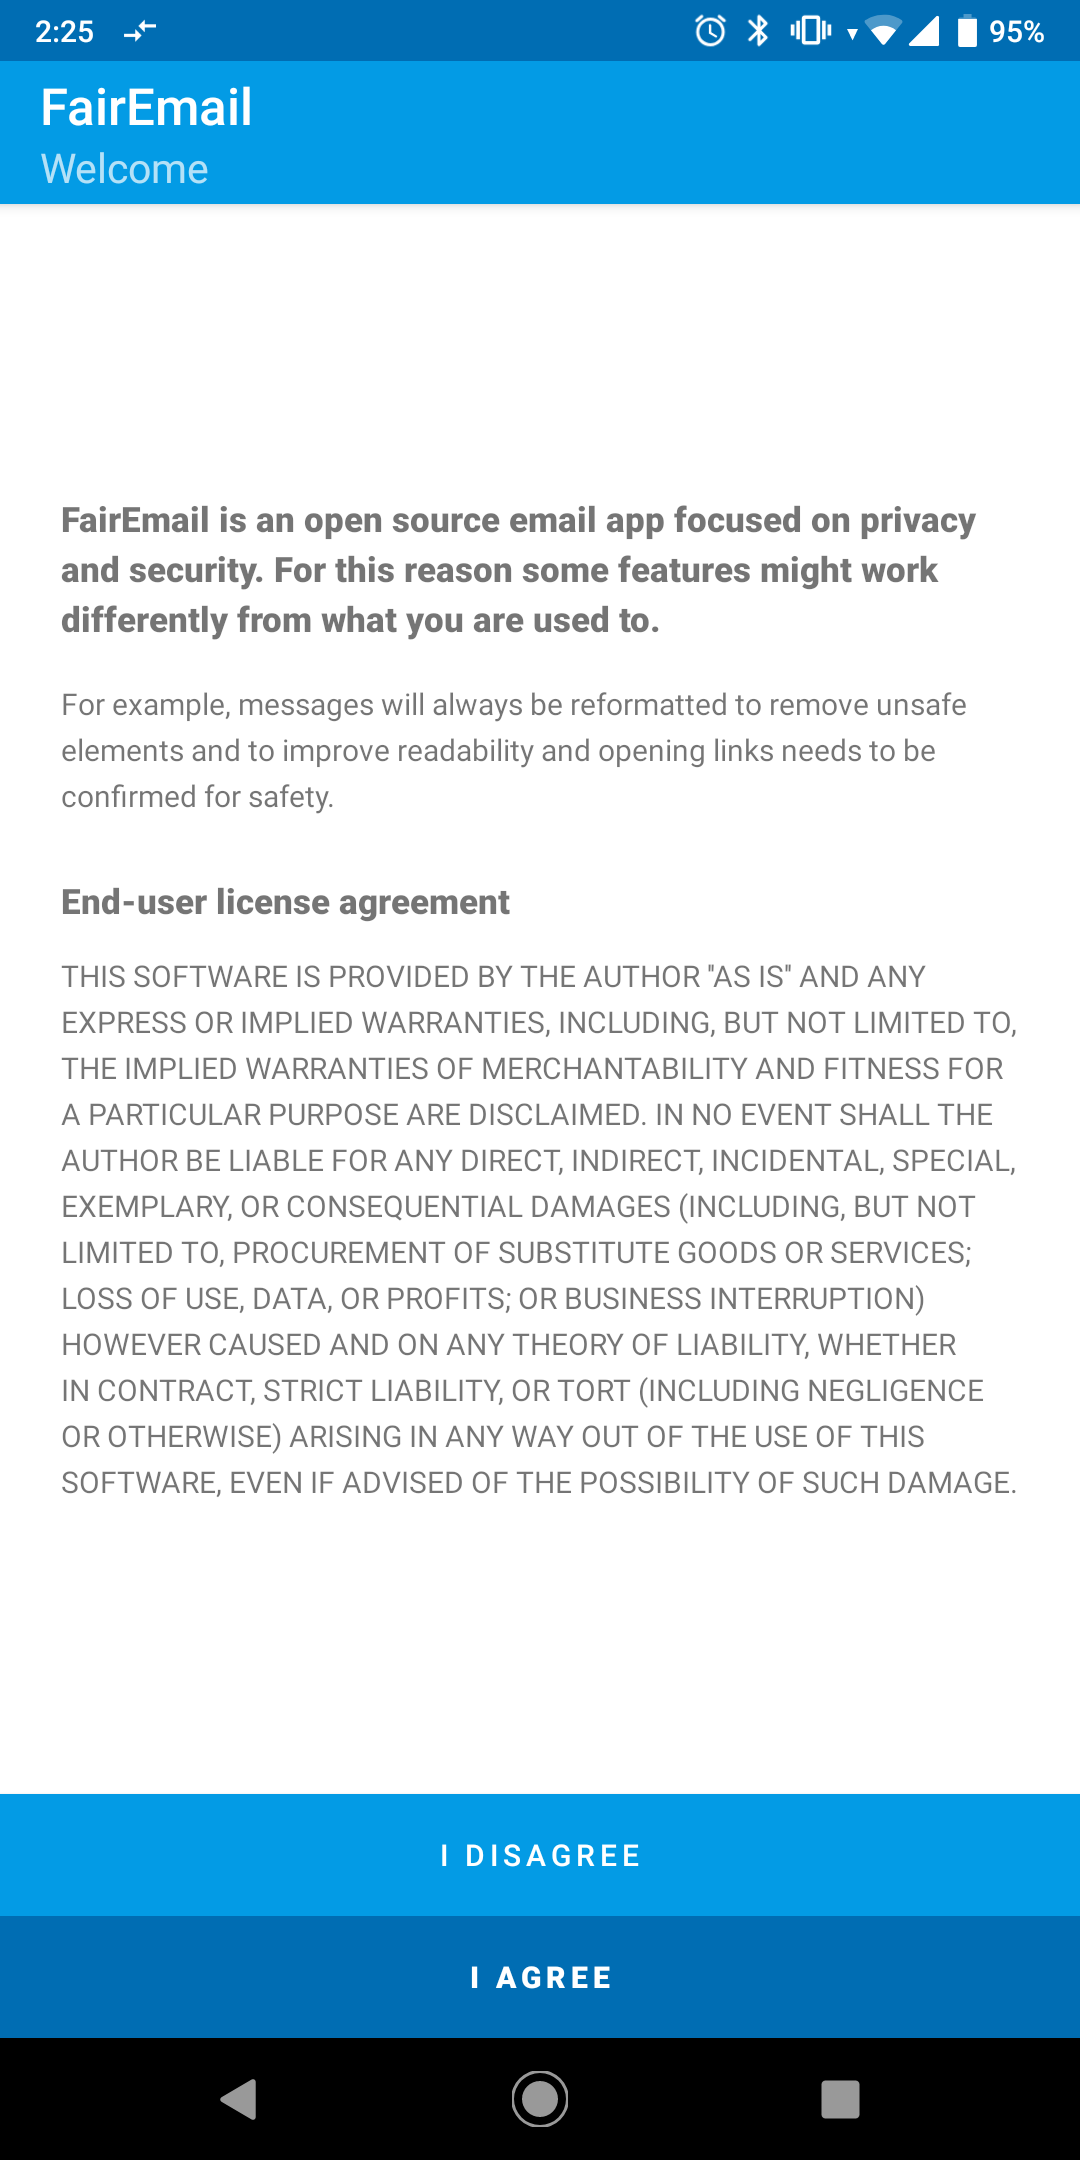 2:25
95%
FairEmail
Welcome
FairEmail is an open source email app focused on privacy
and security. For this reason some features might work
differently from what you are used to.
For example, messages will always be reformatted to remove unsafe
elements and to improve readability and opening links needs to be
confirmed for safety.
End-user license agreement
THIS SOFTWARE IS PROVIDED BY THE AUTHOR "AS IS" AND ANY
EXPRESS OR IMPLIED WARRANTIES, INCLUDING, BUT NOT LIMITED TO,
THE IMPLIED WARRANTIES OF MERCHANTABILITY AND FITNESS FOR
A PARTICULAR PURPOSE ARE DISCLAIMED. IN NO EVENT SHALL THE
AUTHOR BE LIABLE FOR ANY DIRECT, INDIRECT, INCIDENTAL, SPECIAL,
EXEMPLARY, OR CONSEQUENTIAL DAMAGES (INCLUDING, BUT NOT
LIMITED TO, PROCUREMENT OF SUBSTITUTE GOODS OR SERVICES;
LOSS OF USE, DATA, OR PROFITS; OR BUSINESS INTERRUPTION)
HOWEVER CAUSED AND ON ANY THEORY OF LIABILITY, WHETHER
IN CONTRACT, STRICT LIABILITY, OR TORT (INCLUDING NEGLIGENCE
OR OTHERWISE) ARISING IN ANY WAY OUT OF THE USE OF THIS
SOFTWARE, EVEN IF ADVISED OF THE POSSIBILITY OF SUCH DAMAGE.
I DISAGREE
I AGREE